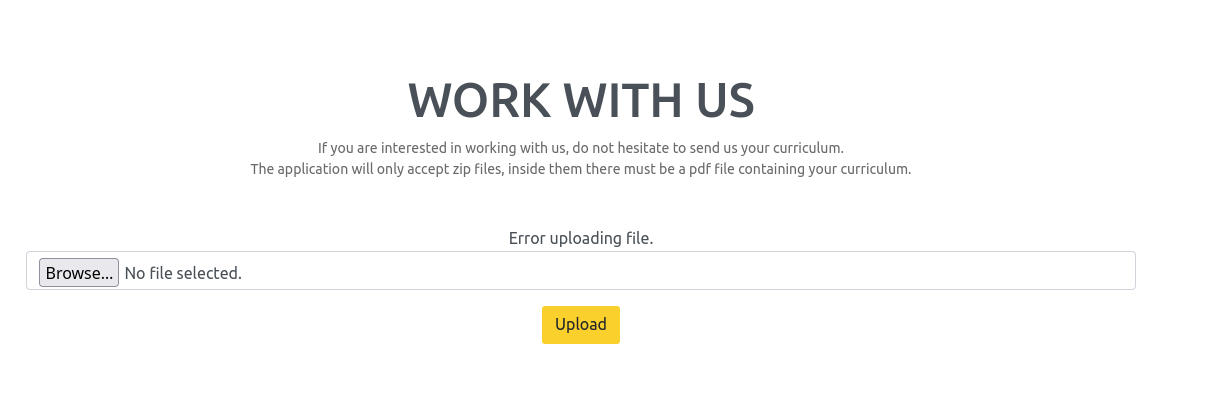 WORK WITH US
If you are interested in working with us, do not hesitate to send us your curriculum.
The application will only accept zip files, inside them there must be a pdf file containing your curriculum.
Error uploading file.
Browse... No file selected.
Upload